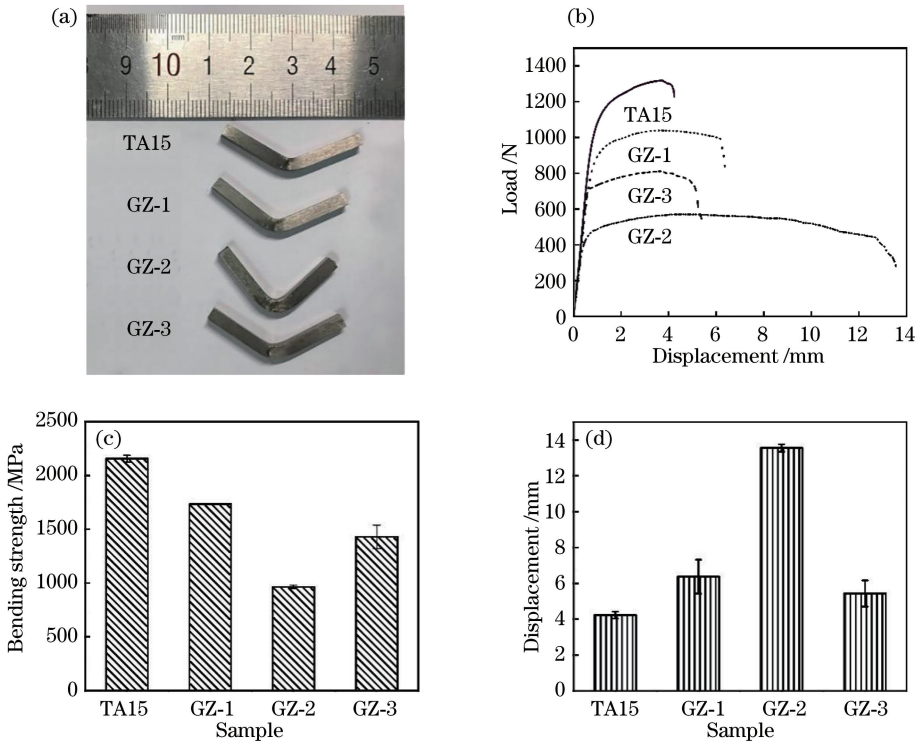 (a)
mm
9 10 1 2 3 4 5
TA15
GZ-1
GZ-2
GZ-3
(b)
Load /N
1400
1200
1000
800
600
400
200
0
TA15
GZ-1
GZ-3
GZ-2
0 2 4 6 8 10 12 14
Displacement /mm
(c)
Bending strength /MPa
2500
2000
1500
1000
500
0
TA15 GZ-1 GZ-2 GZ-3
Sample
(d)
Displacement /mm
14
12
10
8
6
4
2
0
TA15 GZ-1 GZ-2 GZ-3
Sample